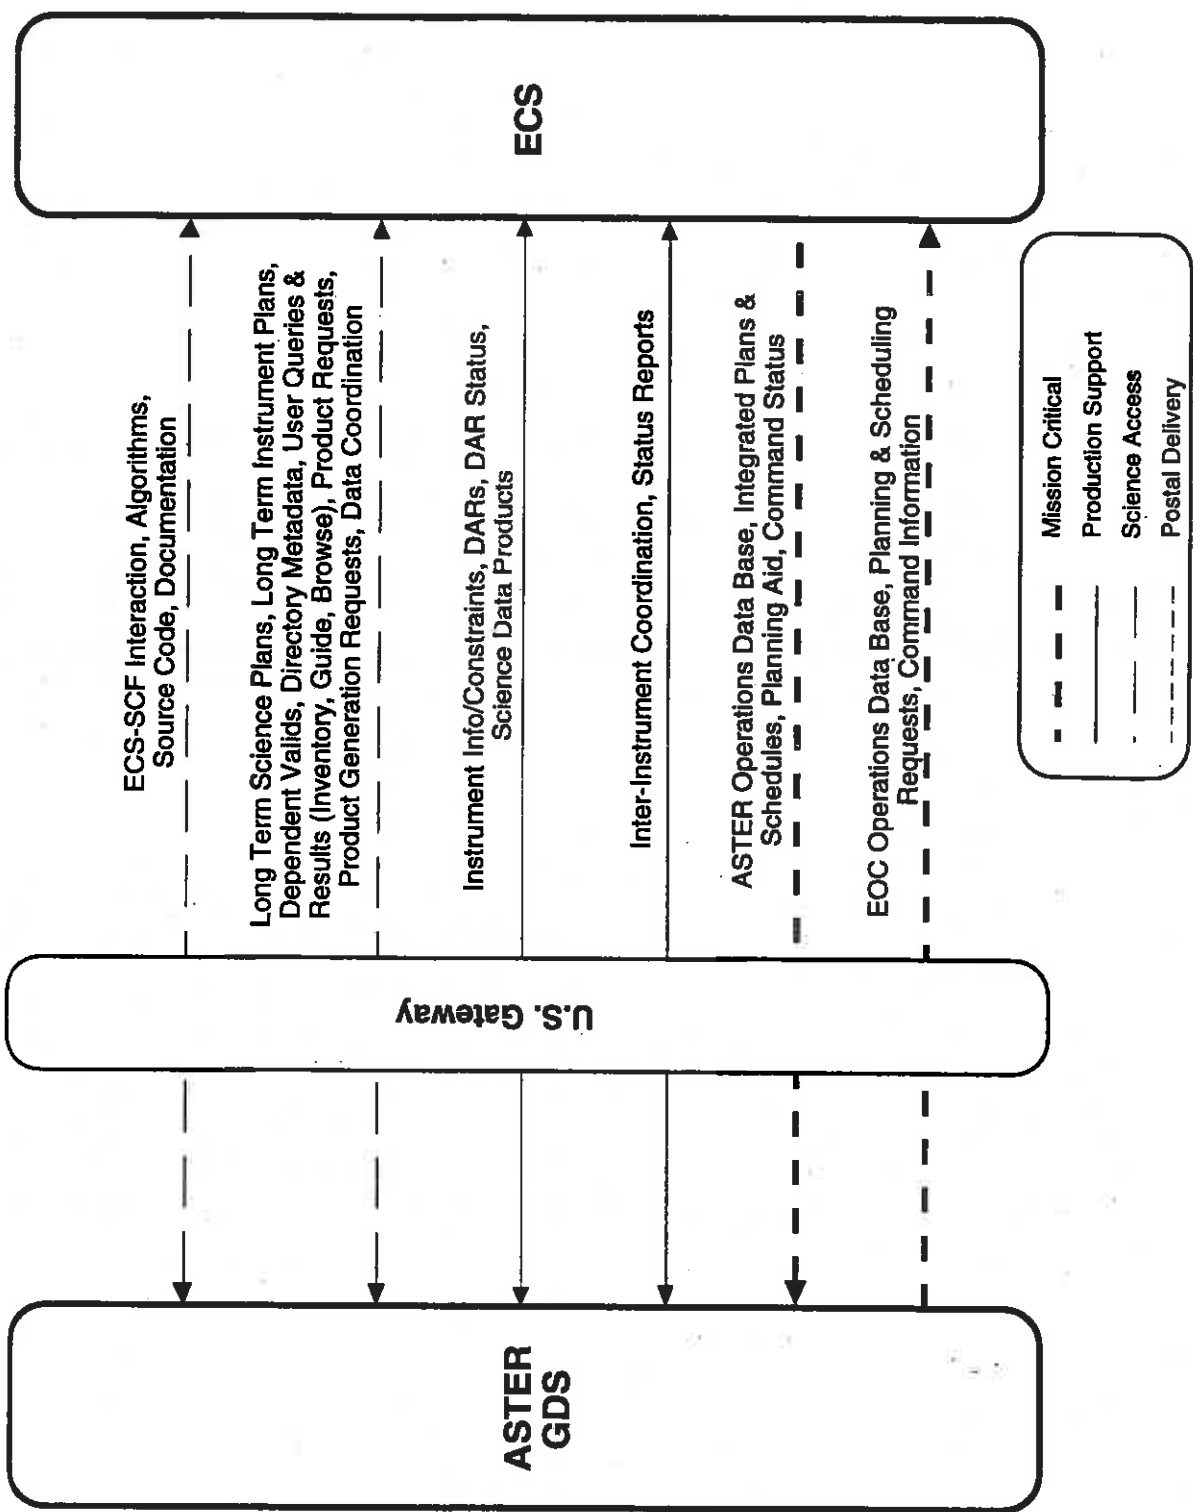 ASTER
GDS
U.S. Gateway
ECS
ECS-SCF Interaction, Algorithms,
Source Code, Documentation
Long Term Science Plans, Long Term Instrument Plans,
Dependent Valids, Directory Metadata, User Queries &
Results (Inventory, Guide, Browse), Product Requests,
Product Generation Requests, Data Coordination
Instrument Info/Constraints, DARs, DAR Status,
Science Data Products
Inter-Instrument Coordination, Status Reports
ASTER Operations Data Base, Integrated Plans &
Schedules, Planning Aid, Command Status
EOC Operations Data Base, Planning & Scheduling
Requests, Command Information
Mission Critical
Production Support
Science Access
Postal Delivery